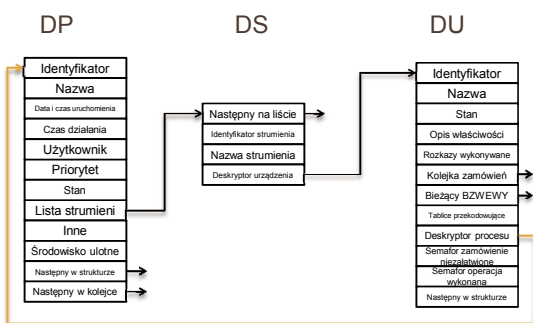 DP
DS
DU
Identyfikator
Nazwa
Data i czas uruchomienia
Czas działania
Użytkownik
Priorytet
Stan
Lista strumieni
Inne
Środowisko ulotne
Następny w strukturze
Następny w kolejce
Następny na liście
Identyfikator strumienia
Nazwa strumienia
Deskryptor urządzenia
Identyfikator
Nazwa
Stan
Opis właściwości
Rozkazy wykonywane
Kolejka zamówień
Bieżący BZWEWY
Tablice przekodowujące
Deskryptor procesu
Semafor zamówienie
niezałatwione
Semafor operacja
wykonana
Następny w strukturze